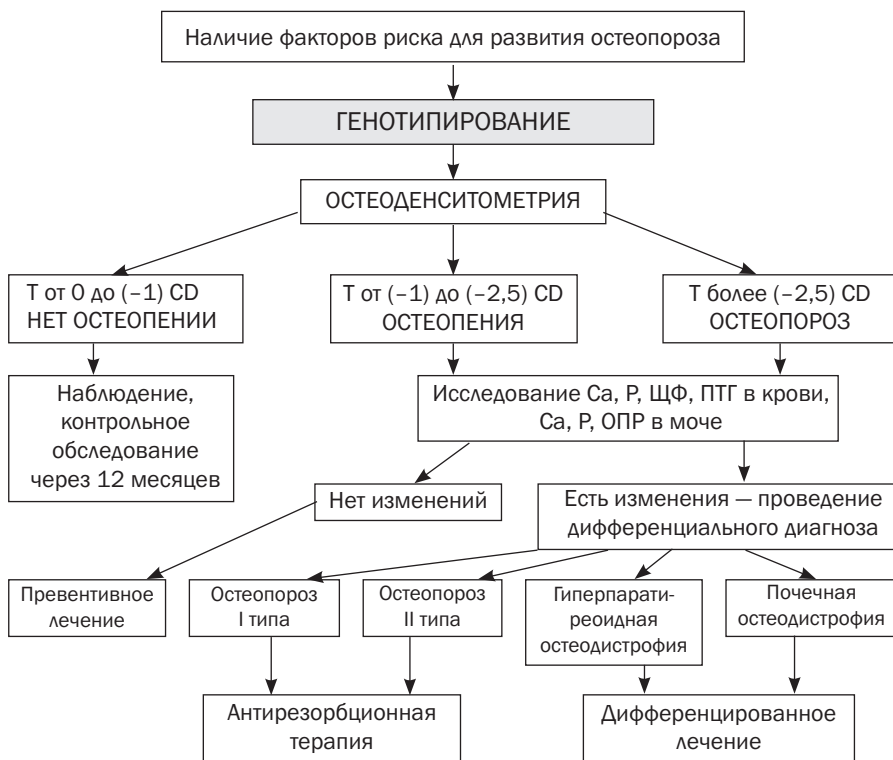 Наличие факторов риска для развития остеопороза
ГЕНОТИПИРОВАНИЕ
ОСТЕОДЕНСИТОМЕТРИЯ
Т от 0 до (–1) CD
НЕТ ОСТЕОПЕНИИ
Т от (–1) до (–2,5) CD
ОСТЕОПЕНИЯ
Т более (–2,5) CD
ОСТЕОПОРОЗ
Наблюдение,
контрольное
обследование
через 12 месяцев
Исследование Ca, P, ЩФ, ПТГ в крови,
Ca, P, ОПР в моче
Нет изменений
Есть изменения — проведение
дифференциального диагноза
Превентивное
лечение
Остеопороз
I типа
Остеопороз
II типа
Гиперпарати-
реоидная
остеодистрофия
Почечная
остеодистрофия
Антирезорбционная
терапия
Дифференцированное
лечение